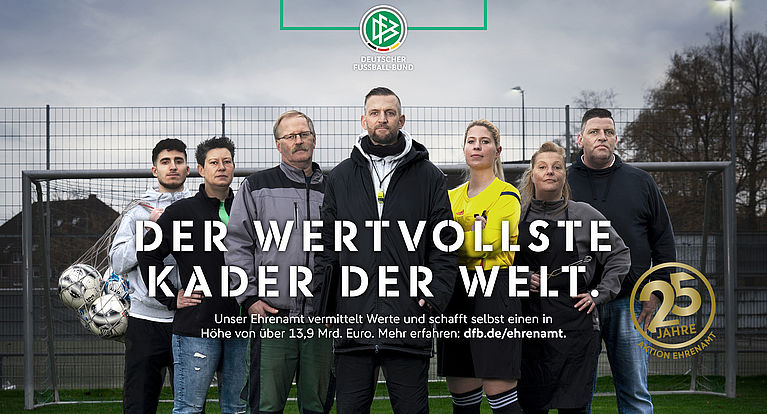 DFB
DEUTSCHER
FUSSBALL-BUND
DER WERTVOLLSTE
KADER DER WELT.
Unser Ehrenamt vermittelt Werte und schafft selbst einen in
Höhe von über 13,9 Mrd. Euro. Mehr erfahren: dfb.de/ehrenamt.
25
JAHRE
AKTION EHRENAMT